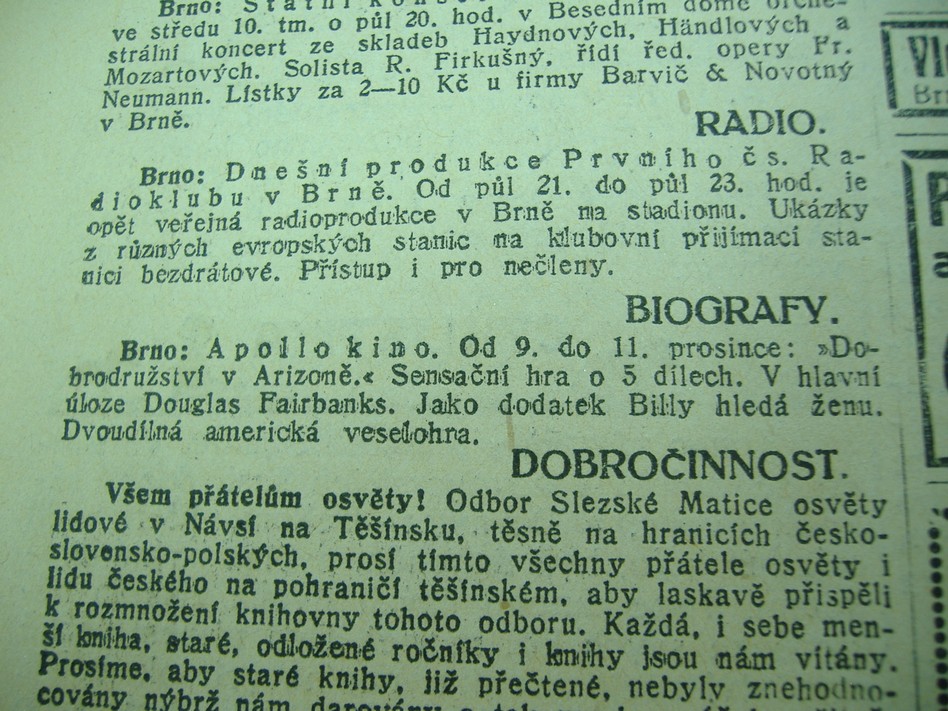 Brno: Státní
ve středu 10. tm. o půl 20. hod. v Besedním domě orche-
strální koncert ze skladeb Haydnových, Händlových a
Mozartových. Solista R. Firkušný, řídí řed. opery Fr.
Neumann. Lístky za 2—10 Kč u firmy Barvič & Novotný
v Brně.
RADIO.
Brno: Dnešní produkce Prvního čs. Ra-
dioklubu v Brně. Od půl 21. do půl 23. hod. je
opět veřejná radioprodukce v Brně na stadionu. Ukázky
z různých evropských stanic na klubovní přijímací sta-
nici bezdrátové. Přístup i pro nečleny.
BIOGRAFY.
Brno: Apollo kino. Od 9. do 11. prosince: »Do-
brodružství v Arizoně.« Sensační hra o 5 dílech. V hlavní
úloze Douglas Fairbanks. Jako dodatek Billy hledá ženu.
Dvoudílná americká veselohra.
DOBROČINNOST.
Všem přátelům osvěty! Odbor Slezské Matice osvěty
lidové v Návsí na Těšínsku, těsně na hranicích česko-
slovensko-polských, prosí tímto všechny přátele osvěty i
lidu českého na pohraničí těšínském, aby laskavě přispěli
k rozmnožení knihovny tohoto odboru. Každá, i sebe men-
ší kniha, staré, odložené ročníky i knihy jsou nám vítány.
Prosíme, aby staré knihy, již přečtené, nebyly znehodno-
covány nýbrž nám darovány